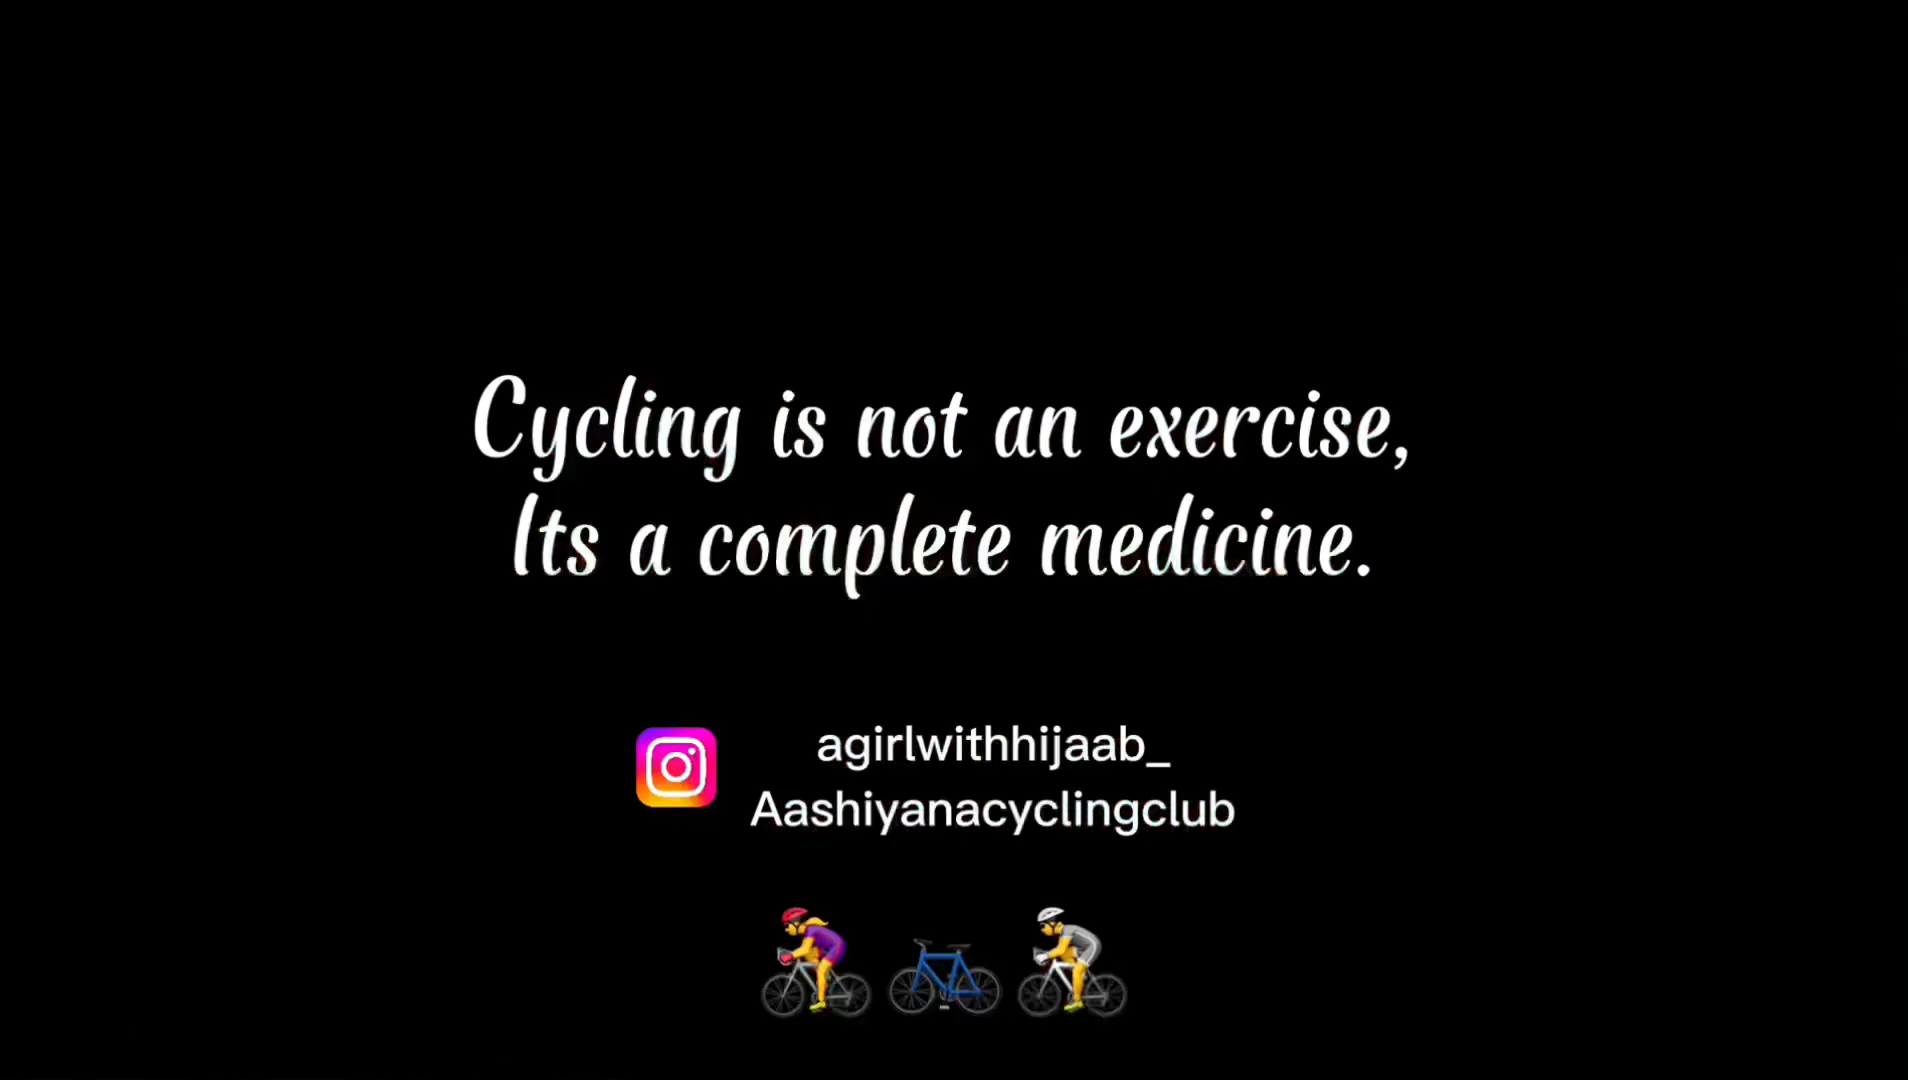 Cycling is not an exercise,
Its a complete medicine.
agirlwithhijaab_
Aashiyanacyclingclub